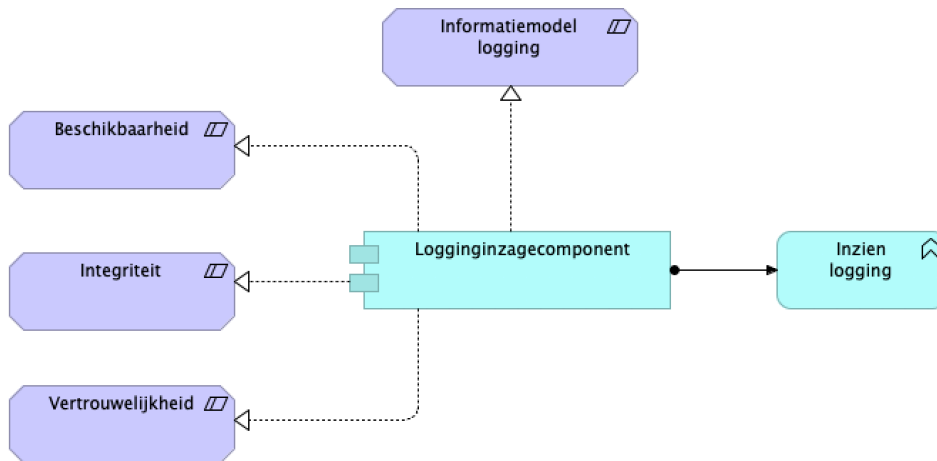 Informatiemodel
logging
Beschikbaarheid
Logginginzagecomponent
Inzien
logging
Integriteit
Vertrouwelijkheid